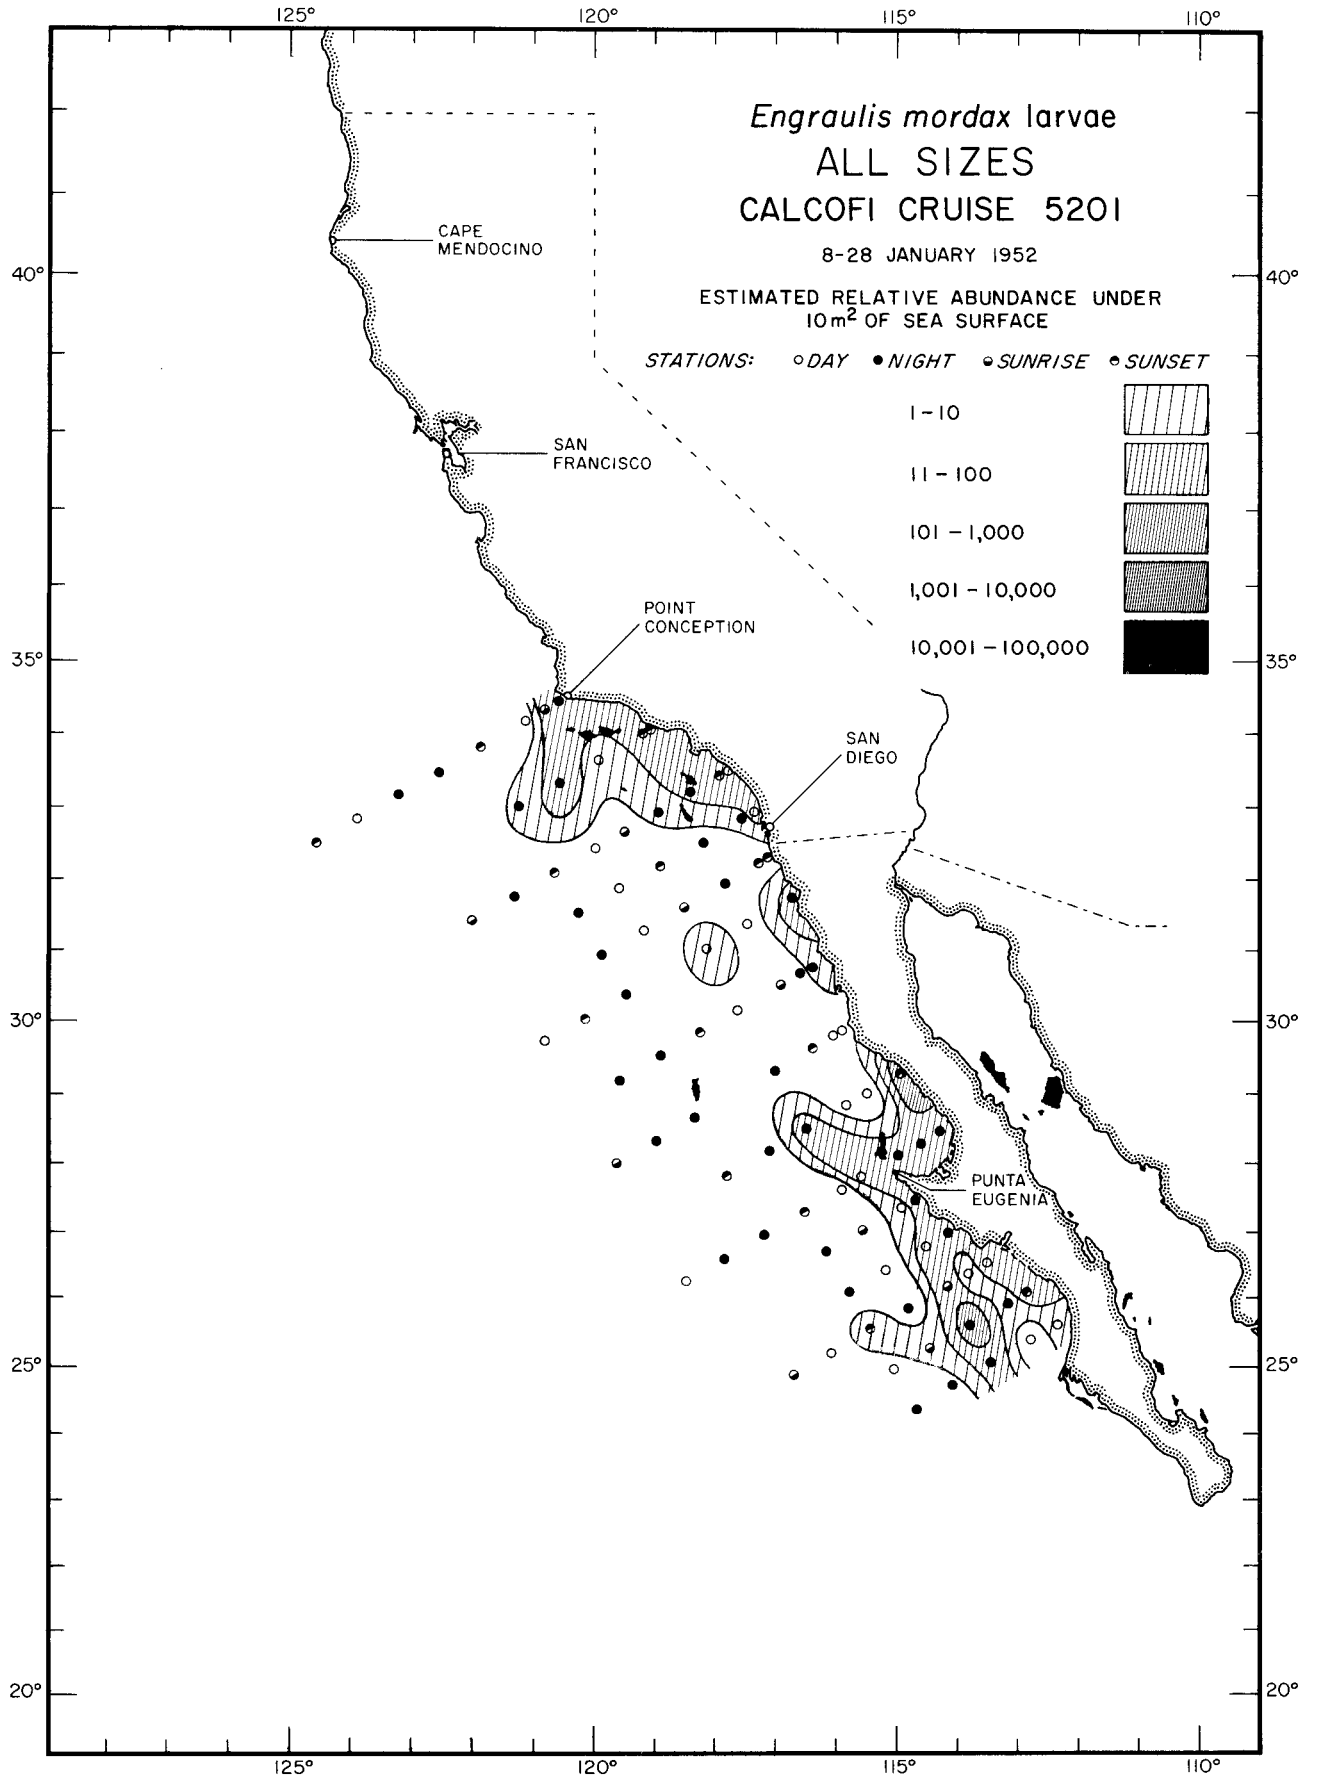 125° 120° 115° 110°
Engraulis mordax larvae
ALL SIZES
CALCOFI CRUISE 5201
8-28 JANUARY 1952
ESTIMATED RELATIVE ABUNDANCE UNDER
10m² OF SEA SURFACE
STATIONS: DAY NIGHT SUNRISE SUNSET
1-10
11-100
101-1,000
1,001-10,000
10,001-100,000
CAPE
MENDOCINO
40° 40°
SAN
FRANCISCO
POINT
CONCEPTION
35° 35°
SAN
DIEGO
30° 30°
PUNTA
EUGENIA
25° 25°
20° 20°
125° 120° 115° 110°